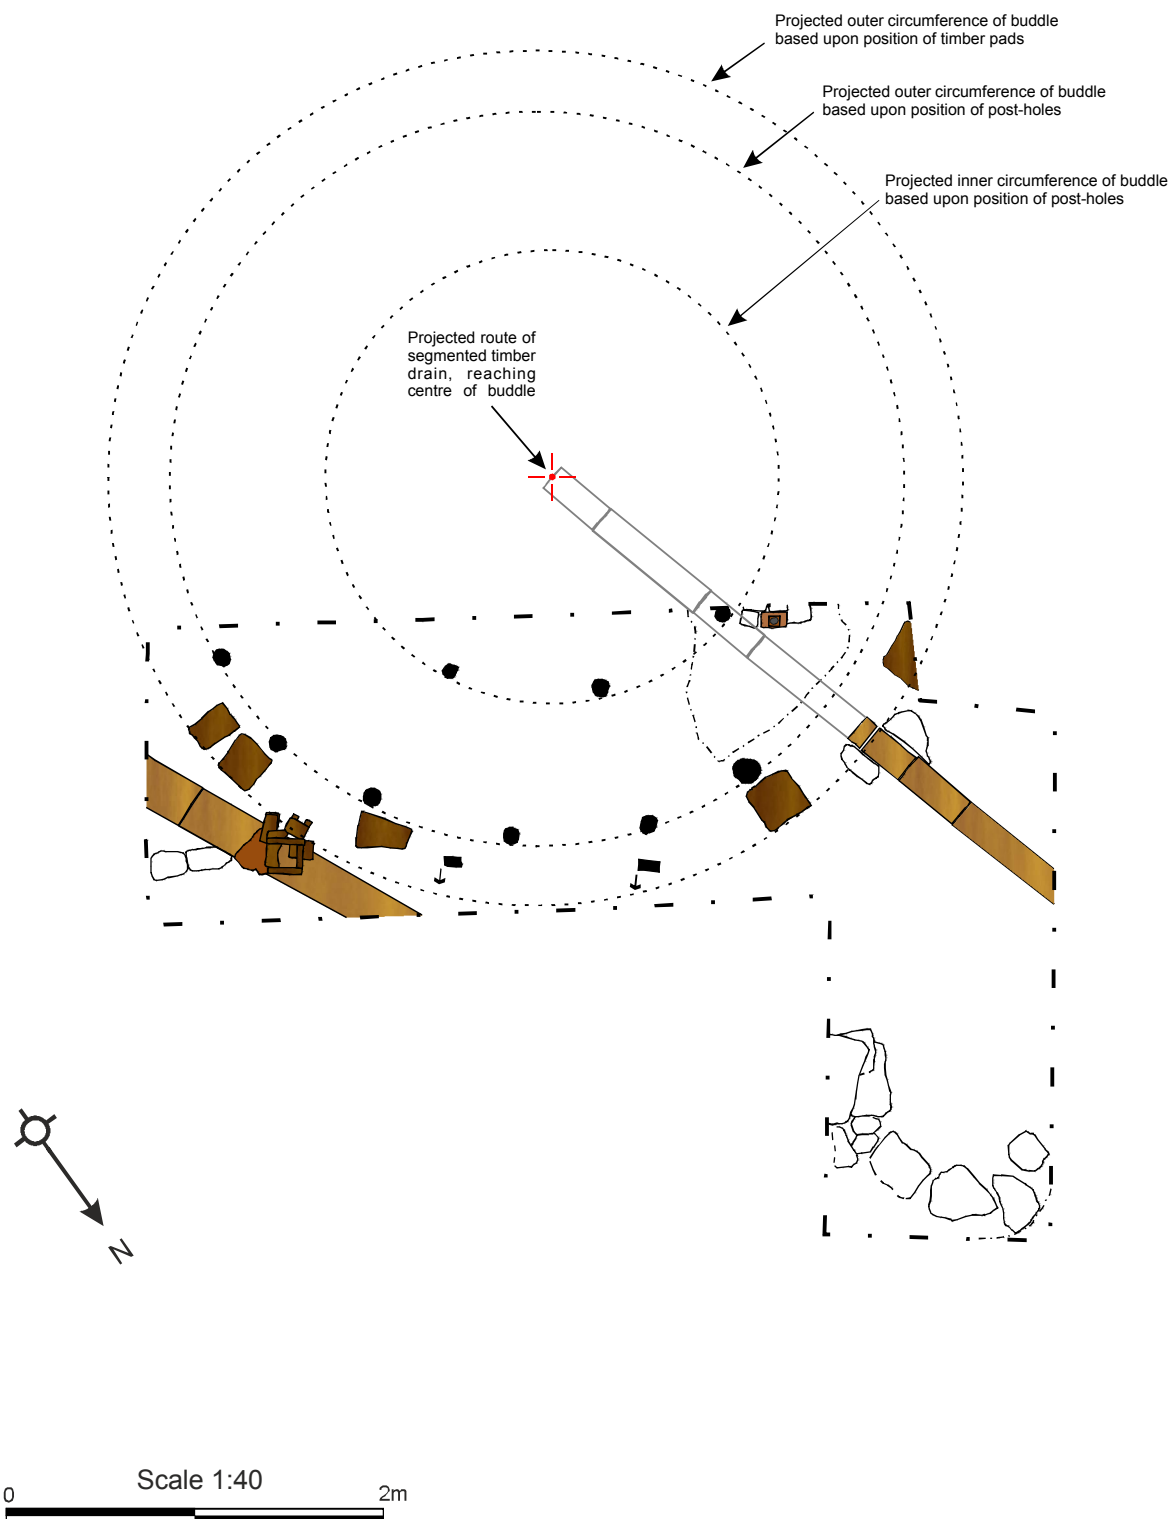 Projected outer circumference of buddle
based upon position of timber pads
Projected outer circumference of buddle
based upon position of post-holes
Projected inner circumference of buddle
based upon position of post-holes
Projected route of
segmented timber
drain, reaching
centre of buddle
N
Scale 1:40
0 2m